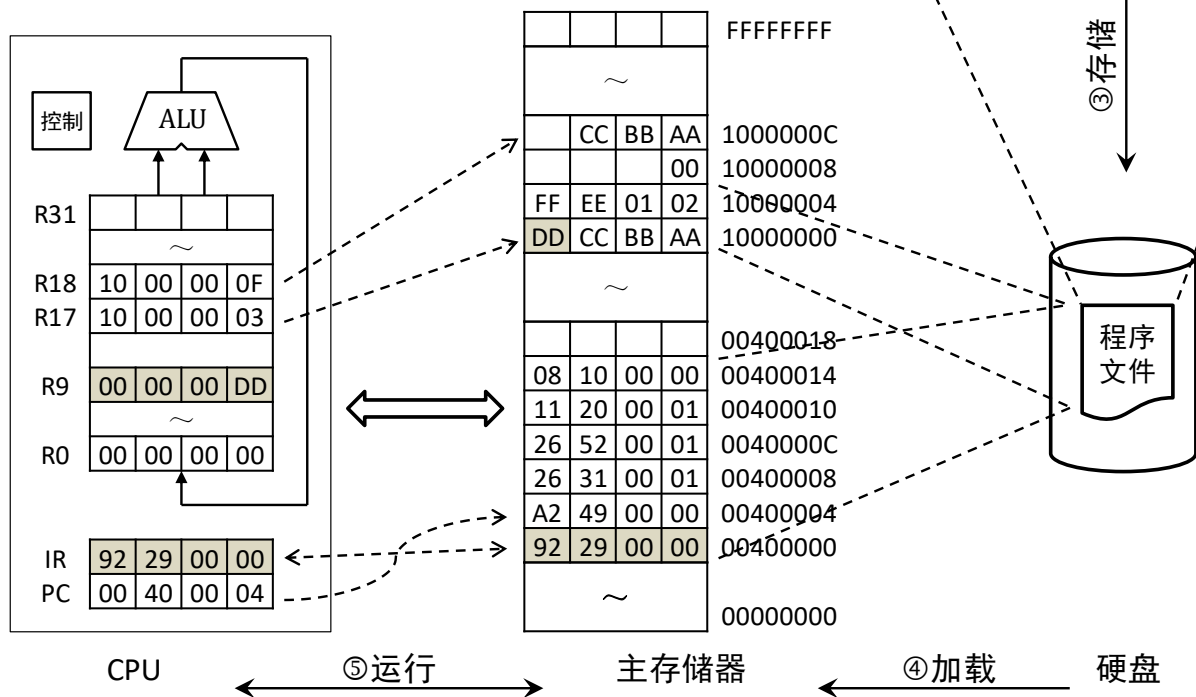 FFFFFFFF
③存储
～
控制
ALU
CC BB AA 1000000C
00 10000008
R31
FF EE 01 02 10000004
～
DD CC BB AA 10000000
R18 10 00 00 0F
～
R17 10 00 00 03
程序
文件
00400018
R9 00 00 00 DD
08 10 00 00 00400014
～
11 20 00 01 00400010
R0 00 00 00 00
26 52 00 01 0040000C
26 31 00 01 00400008
A2 49 00 00 00400004
IR 92 29 00 00
92 29 00 00 00400000
PC 00 40 00 04
～
00000000
CPU ⑤运行 主存储器 ④加载 硬盘